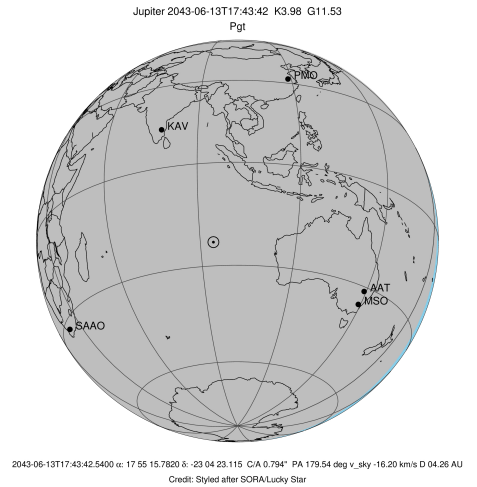 Jupiter 2043-06-13T17:43:42 K3.98 G11.53
Pgt
PMO
KAV
AAT
MSO
SAAO
2043-06-13T17:43:42.5400 α: 17 55 15.7820 δ: -23 04 23.115 C/A 0.794" PA 179.54 deg v_sky -16.20 km/s D 04.26 AU
Credit: Styled after SORA/Lucky Star